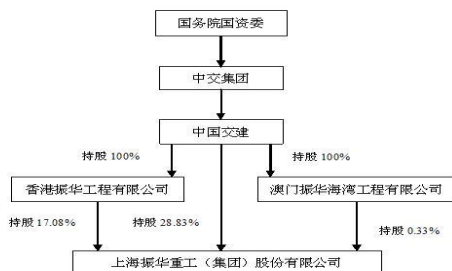 国务院国资委
中交集团
中国交建
持股 100%
持股 100%
香港振华工程有限公司
澳门振华海湾工程有限公司
持股 17.08%
持股 28.83%
持股 0.33%
上海振华重工（集团）股份有限公司